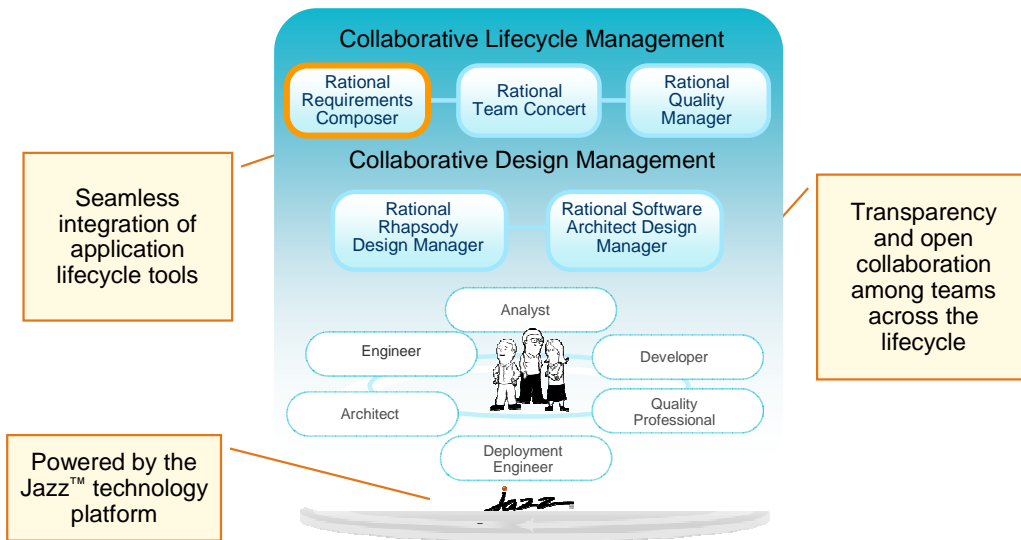 Collaborative Lifecycle Management
Rational
Requirements
Composer
Rational
Team Concert
Rational
Quality
Manager
Seamless
integration of
application
lifecycle tools
Collaborative Design Management
Rational
Rhapsody
Design Manager
Rational Software
Architect Design
Manager
Transparency
and open
collaboration
among teams
across the
lifecycle
Analyst
Engineer
Developer
Architect
Quality
Professional
Deployment
Engineer
Powered by the
Jazz™ technology
platform
jazz